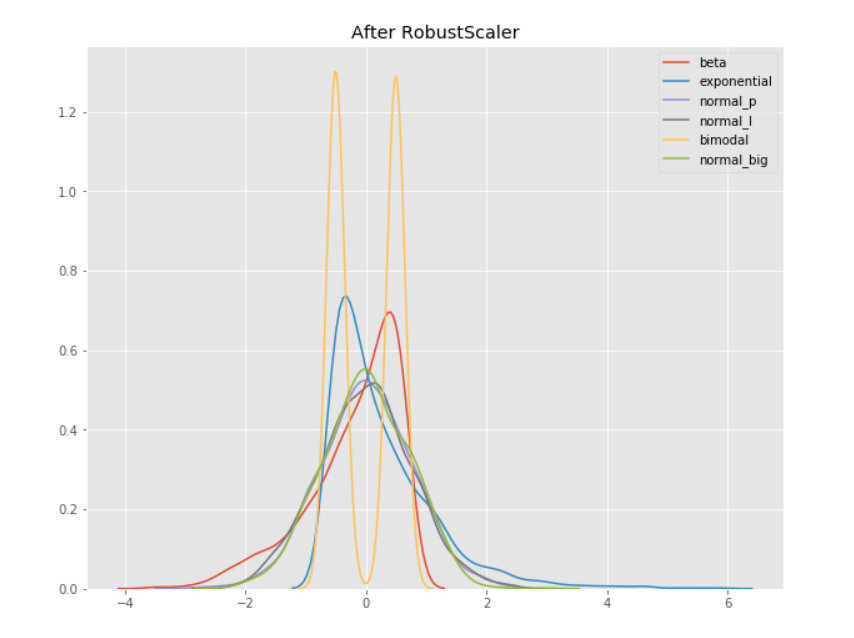 After RobustScaler
beta
exponential
normal_p
normal_l
bimodal
normal_big
1.2
1.0
0.8
0.6
0.4
0.2
0.0
−4 −2 0 2 4 6